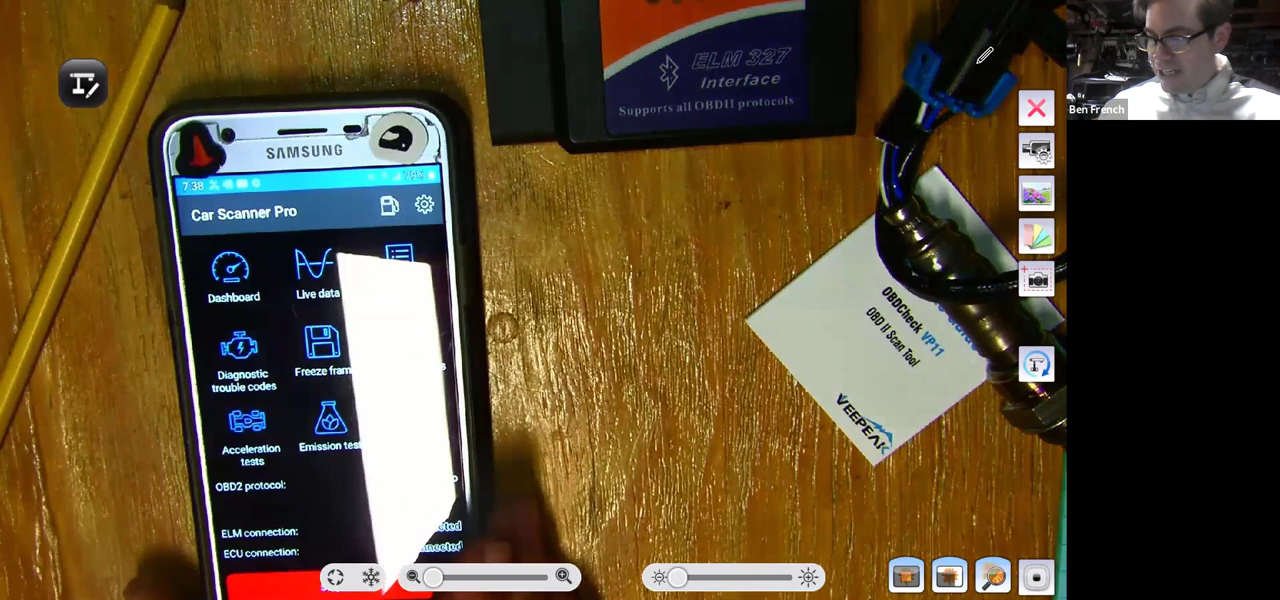 ELM 327
Interface
Supports all OBDII protocols
Ben French
SAMSUNG
7:38
Car Scanner Pro
Dashboard
Live data
Diagnostic
trouble codes
Freeze fram
Acceleration
tests
Emission test
OBD2 protocol:
ELM connection:
ECU connection:
OBDCheck VP11
OBD II Scan Tool
VEEPEAK